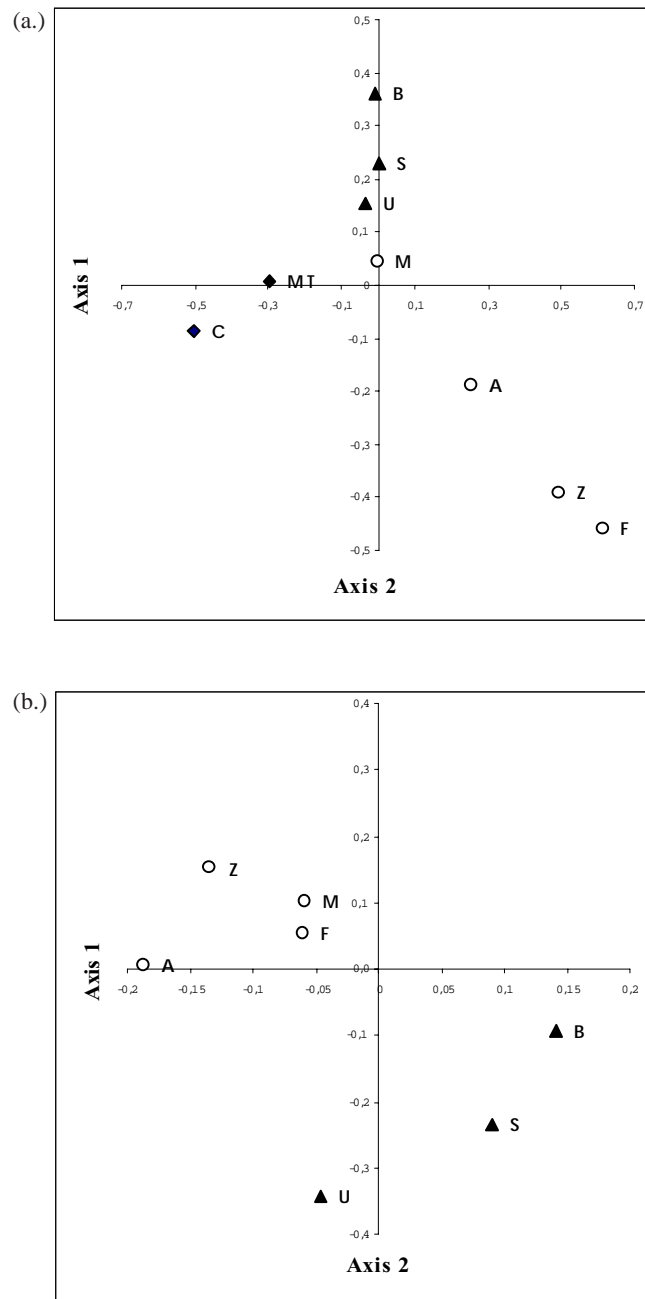 (a.)
0,5
B
0,4
0,3
S
0,2
U
0,1
M
Axis 1
MT
0
-0,7 -0,5 -0,3 -0,1 0,1 0,3 0,5 0,7
C
-0,1
A
-0,2
-0,3
Z
-0,4
F
-0,5
Axis 2
(b.)
0,4
0,3
0,2
Z
M
0,1
F
Axis 1
A
0,0
-0,2 -0,15 -0,1 -0,05 0 0,05 0,1 0,15 0,2
B
-0,1
S
-0,2
-0,3
U
-0,4
Axis 2